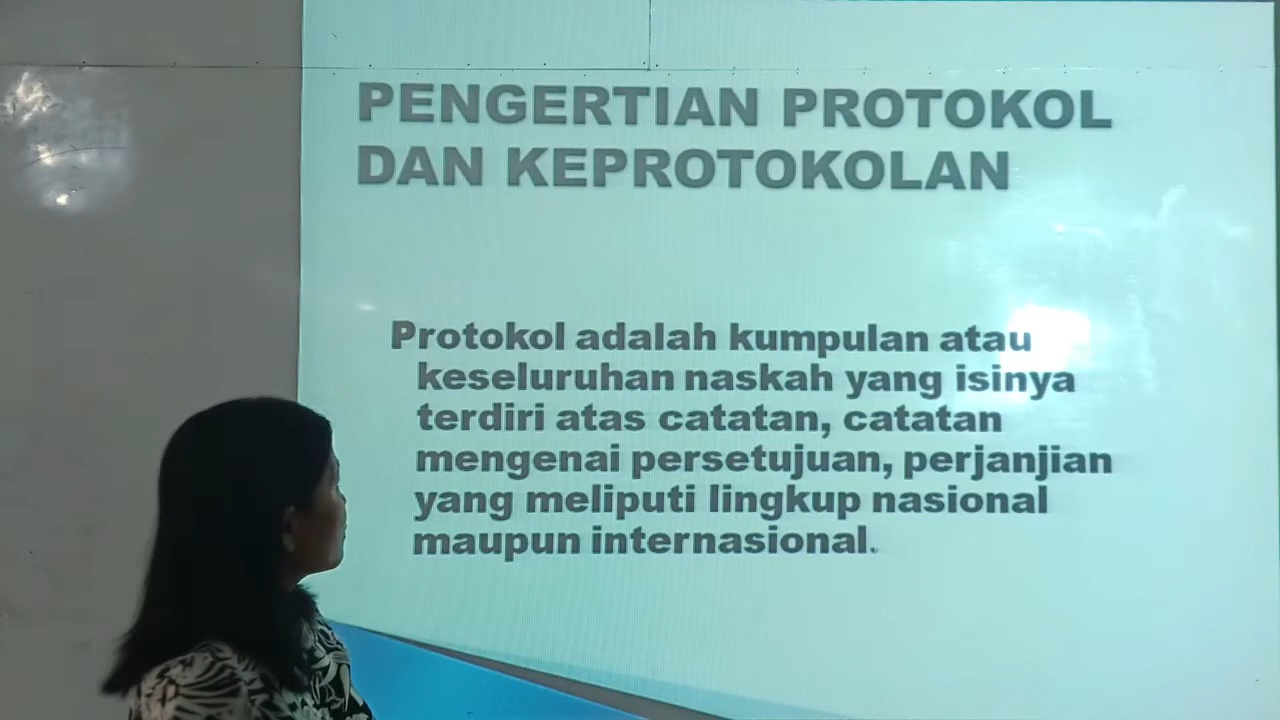 PENGERTIAN PROTOKOL
DAN KEPROTOKOLAN
Protokol adalah kumpulan atau
keseluruhan naskah yang isinya
terdiri atas catatan, catatan
mengenai persetujuan, perjanjian
yang meliputi lingkup nasional
maupun internasional.